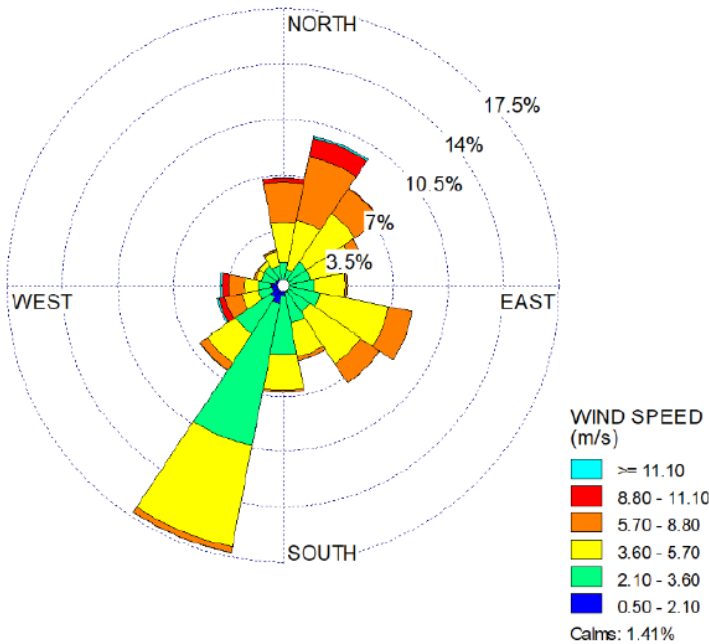 NORTH
17.5%
14%
10.5%
7%
3.5%
WEST
EAST
SOUTH
WIND SPEED
(m/s)
>= 11.10
8.80 - 11.10
5.70 - 8.80
3.60 - 5.70
2.10 - 3.60
0.50 - 2.10
Calms: 1.41%